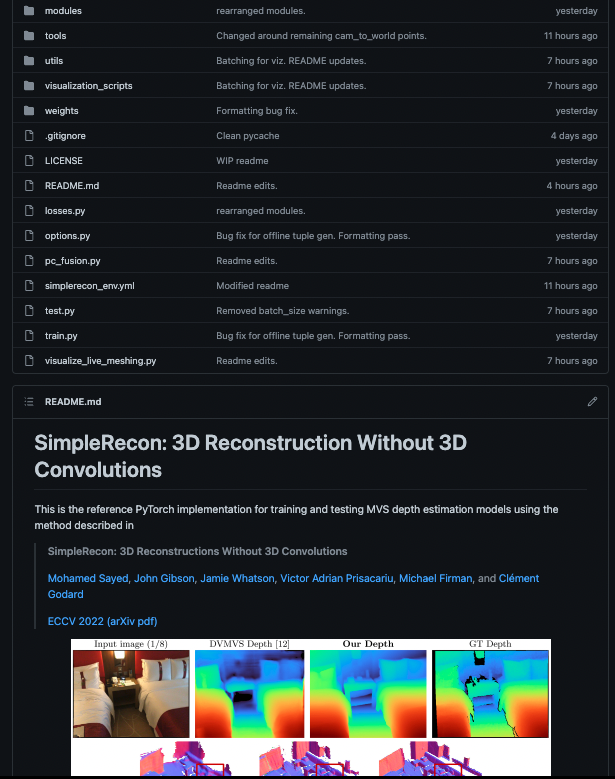 modules rearranged modules. yesterday
tools Changed around remaining cam_to_world points. 11 hours ago
utils Batching for viz. README updates. 7 hours ago
visualization_scripts Batching for viz. README updates. 7 hours ago
weights Formatting bug fix. yesterday
.gitignore Clean pycache 4 days ago
LICENSE WIP readme yesterday
README.md Readme edits. 4 hours ago
losses.py rearranged modules. yesterday
options.py Bug fix for offline tuple gen. Formatting pass. yesterday
pc_fusion.py Readme edits. 7 hours ago
simplerecon_env.yml Modified readme 11 hours ago
test.py Removed batch_size warnings. 7 hours ago
train.py Bug fix for offline tuple gen. Formatting pass. yesterday
visualize_live_meshing.py Readme edits. 7 hours ago
README.md
SimpleRecon: 3D Reconstruction Without 3D
Convolutions
This is the reference PyTorch implementation for training and testing MVS depth estimation models using the
method described in
SimpleRecon: 3D Reconstructions Without 3D Convolutions
Mohamed Sayed, John Gibson, Jamie Whatson, Victor Adrian Prisacariu, Michael Firman, and Clément
Godard
ECCV 2022 (arXiv pdf)
Input image (1/8) DVMVS Depth [12] Our Depth GT Depth